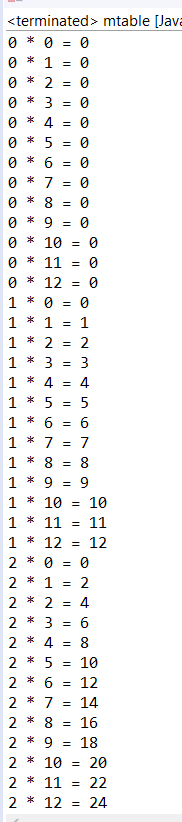 <terminated> mtable [Java
0 * 0 = 0
0 * 1 = 0
0 * 2 = 0
0 * 3 = 0
0 * 4 = 0
0 * 5 = 0
0 * 6 = 0
0 * 7 = 0
0 * 8 = 0
0 * 9 = 0
0 * 10 = 0
0 * 11 = 0
0 * 12 = 0
1 * 0 = 0
1 * 1 = 1
1 * 2 = 2
1 * 3 = 3
1 * 4 = 4
1 * 5 = 5
1 * 6 = 6
1 * 7 = 7
1 * 8 = 8
1 * 9 = 9
1 * 10 = 10
1 * 11 = 11
1 * 12 = 12
2 * 0 = 0
2 * 1 = 2
2 * 2 = 4
2 * 3 = 6
2 * 4 = 8
2 * 5 = 10
2 * 6 = 12
2 * 7 = 14
2 * 8 = 16
2 * 9 = 18
2 * 10 = 20
2 * 11 = 22
2 * 12 = 24